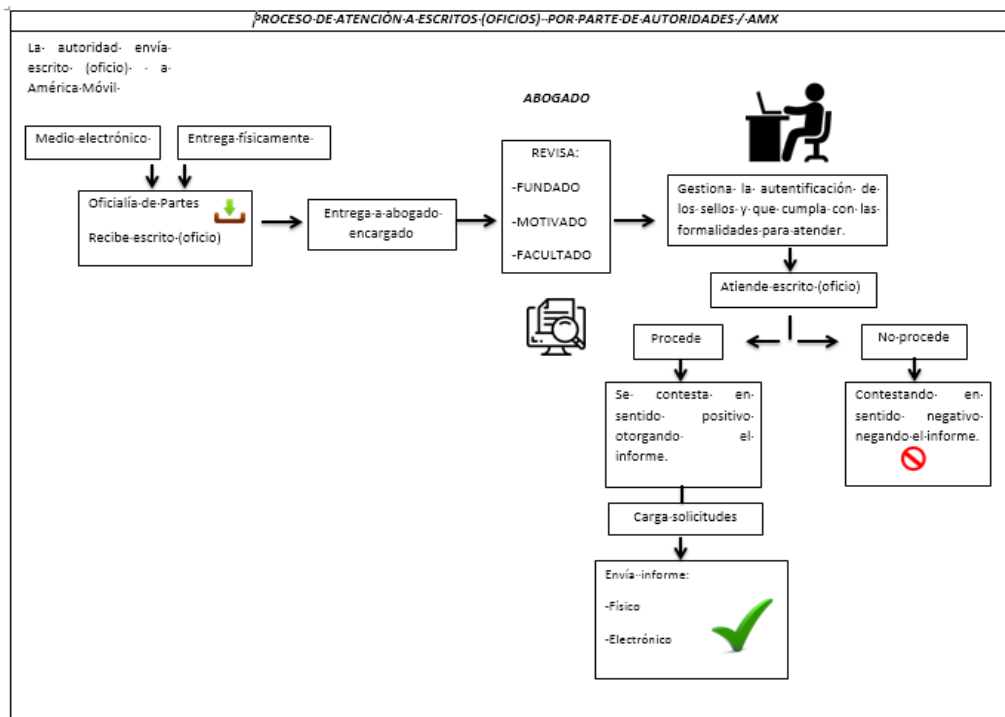 PROCESO DE ATENCIÓN A ESCRITOS (OFICIOS) POR PARTE DE AUTORIDADES / AMX
La autoridad envía
escrito (oficio) a
América Móvil
Medio electrónico
Entrega físicamente
Oficialía de Partes
Recibe escrito (oficio)
Entrega a abogado
encargado
ABOGADO
REVISA:
-FUNDADO
-MOTIVADO
-FACULTADO
Gestiona la autentificación de
los sellos y que cumpla con las
formalidades para atender.
Atiende escrito (oficio)
Procede
No procede
Se contesta en
sentido positivo
otorgando el
informe.
Contestando en
sentido negativo
negando el informe.
Carga solicitudes
Envía informe:
-Físico
-Electrónico